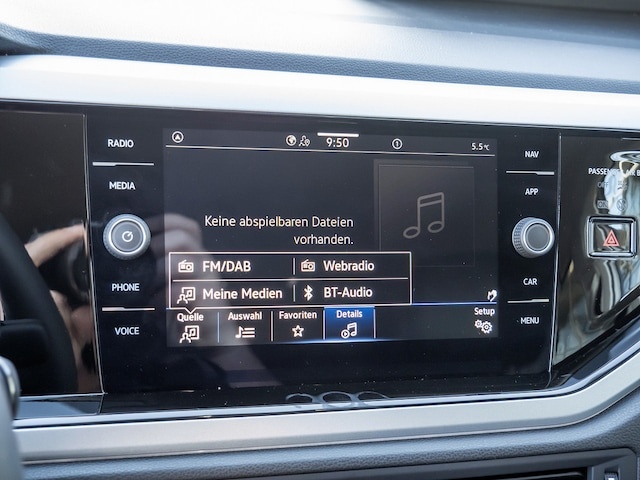 RADIO
MEDIA
PHONE
VOICE
9:50
1
5.5°C
Keine abspielbaren Dateien
vorhanden.
FM/DAB
Webradio
Meine Medien
BT-Audio
Quelle
Auswahl
Favoriten
Details
Setup
NAV
APP
CAR
MENU